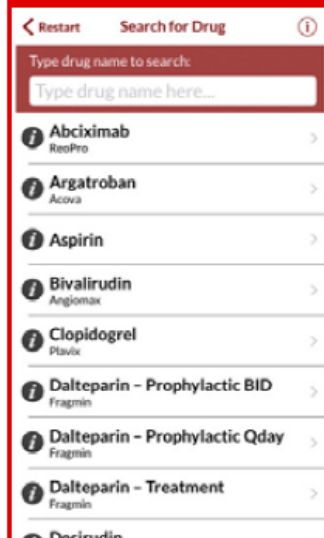 Restart Search for Drug
Type drug name to search:
Type drug name here...
Abciximab
ReoPro
Argatroban
Acova
Aspirin
Bivalirudin
Angiomax
Clopidogrel
Plavix
Dalteparin – Prophylactic BID
Fragmin
Dalteparin – Prophylactic Qday
Fragmin
Dalteparin – Treatment
Fragmin
Desirudin